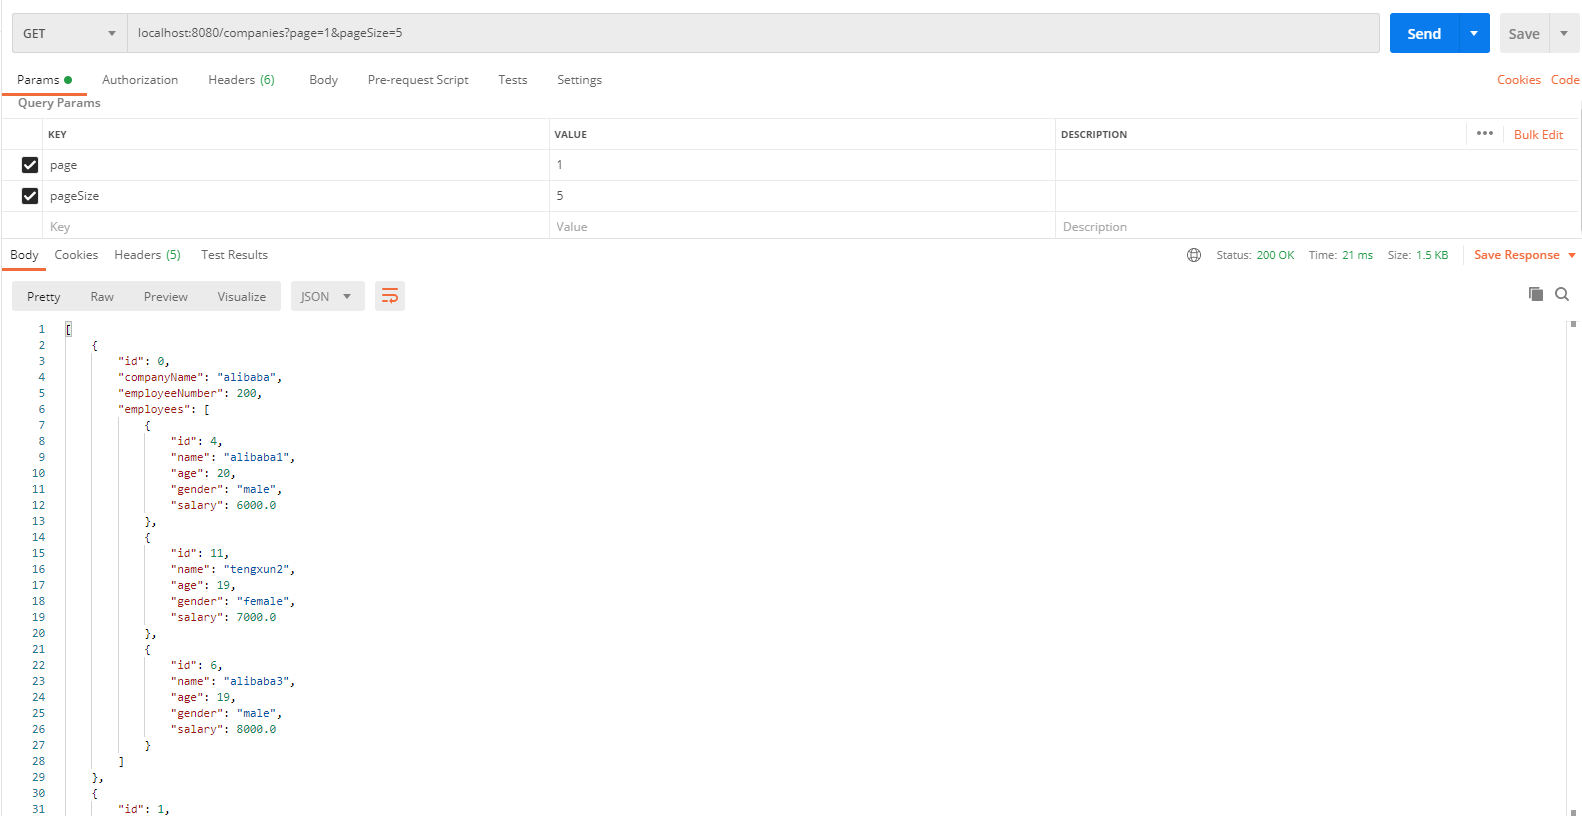 GET localhost:8080/companies?page=1&pageSize=5 Send Save
Params Authorization Headers (6) Body Pre-request Script Tests Settings Cookies Code
Query Params
KEY VALUE DESCRIPTION ••• Bulk Edit
page 1
pageSize 5
Key Value Description
Body Cookies Headers (5) Test Results Status: 200 OK Time: 21 ms Size: 1.5 KB Save Response
Pretty Raw Preview Visualize JSON
1 [
2 {
3 "id": 0,
4 "companyName": "alibaba",
5 "employeeNumber": 200,
6 "employees": [
7 {
8 "id": 4,
9 "name": "alibaba1",
10 "age": 20,
11 "gender": "male",
12 "salary": 6000.0
13 },
14 {
15 "id": 11,
16 "name": "tengxun2",
17 "age": 19,
18 "gender": "female",
19 "salary": 7000.0
20 },
21 {
22 "id": 6,
23 "name": "alibaba3",
24 "age": 19,
25 "gender": "male",
26 "salary": 8000.0
27 }
28 ]
29 },
30 {
31 "id": 1,